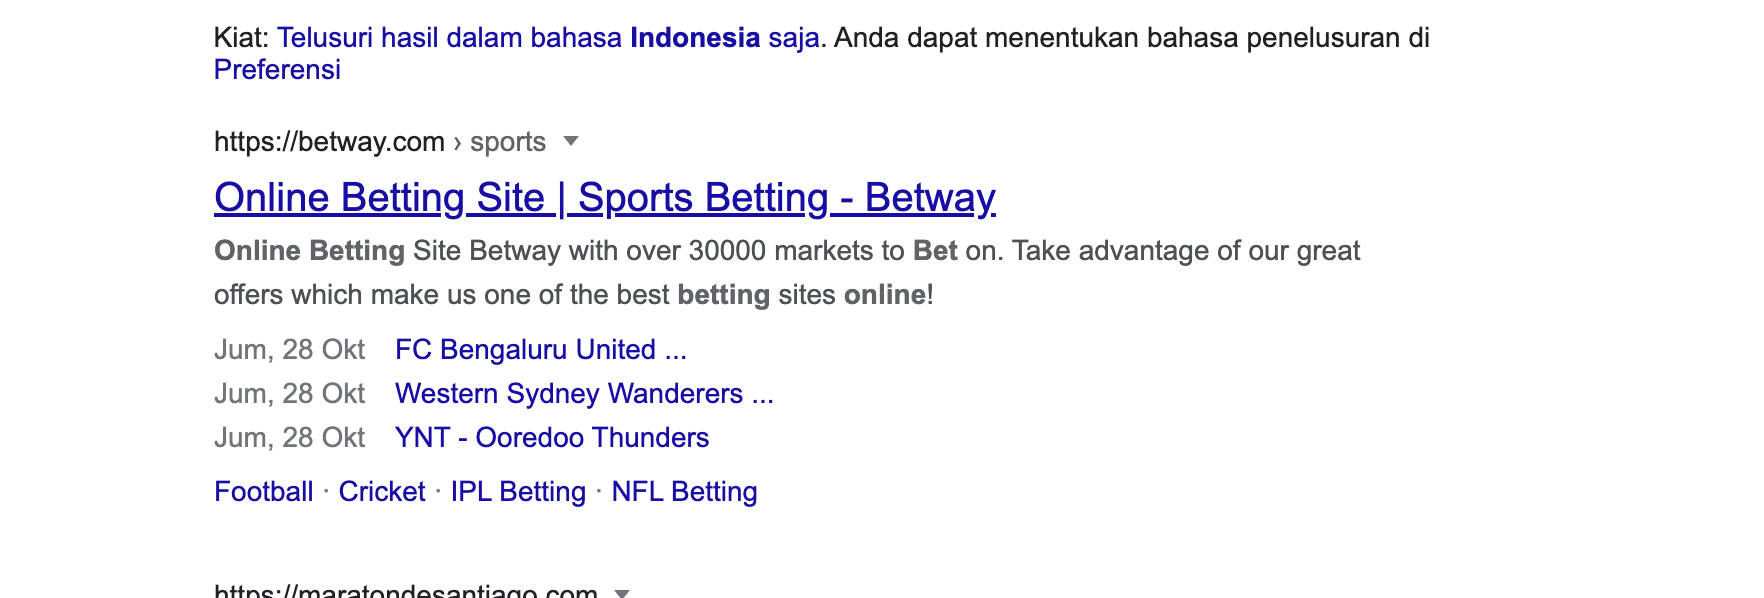 Kiat: Telusuri hasil dalam bahasa Indonesia saja. Anda dapat menentukan bahasa penelusuran di
Preferensi
https://betway.com › sports
Online Betting Site | Sports Betting - Betway
Online Betting Site Betway with over 30000 markets to Bet on. Take advantage of our great
offers which make us one of the best betting sites online!
Jum, 28 Okt FC Bengaluru United ...
Jum, 28 Okt Western Sydney Wanderers ...
Jum, 28 Okt YNT - Ooredoo Thunders
Football · Cricket · IPL Betting · NFL Betting
https://maratondesantiago.com